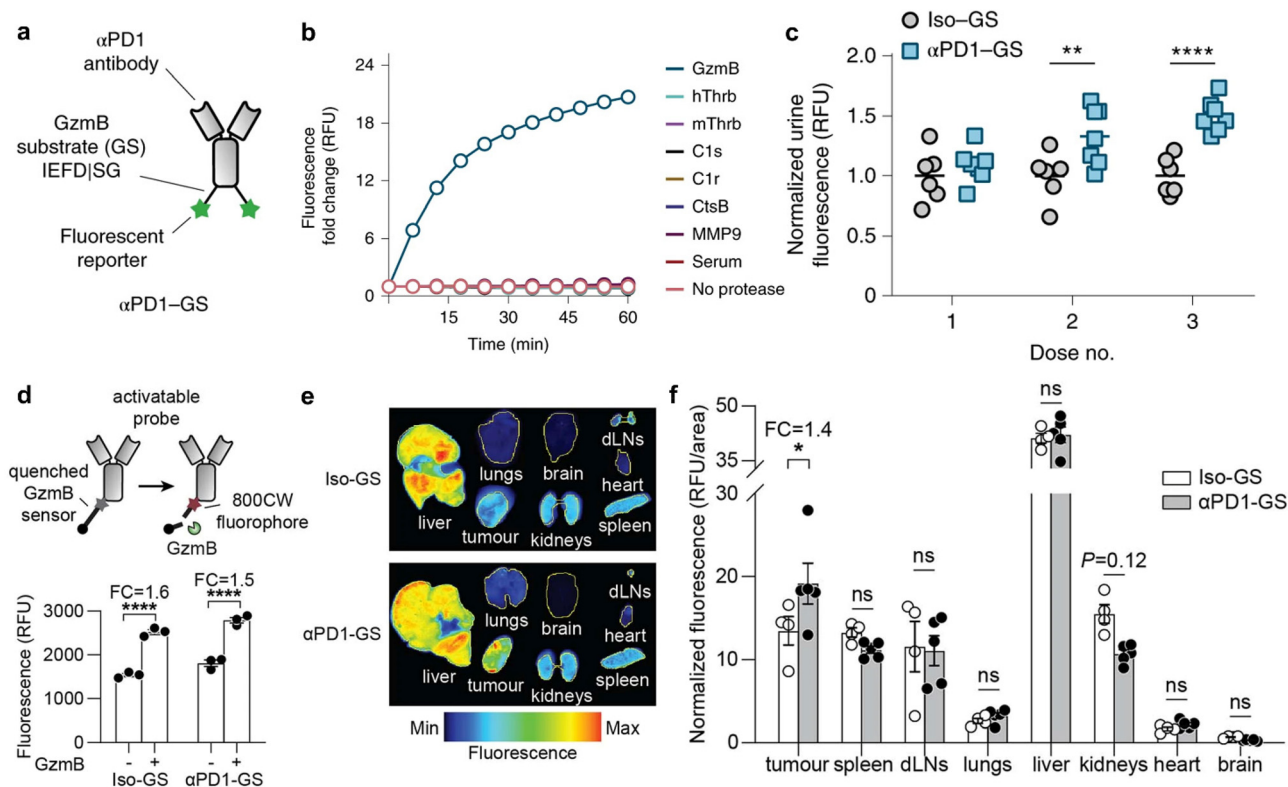 a
αPD1
antibody
GzmB
substrate (GS)
IEFD|SG
Fluorescent
reporter
αPD1–GS
b
Fluorescence
fold change (RFU)
24
18
12
6
0
15
30
45
60
Time (min)
GzmB
hThrb
mThrb
C1s
C1r
CtsB
MMP9
Serum
No protease
c
Iso–GS
αPD1–GS
Normalized urine
fluorescence (RFU)
2.0
1.5
1.0
0.5
0
**
****
1
2
3
Dose no.
d
activatable
probe
quenched
GzmB
sensor
800CW
fluorophore
GzmB
Fluorescence (RFU)
3000
2000
1000
0
FC=1.6
****
FC=1.5
****
GzmB
- + - +
Iso-GS αPD1-GS
e
Iso-GS
liver
lungs
brain
dLNs
heart
tumour
kidneys
spleen
αPD1-GS
liver
lungs
brain
dLNs
heart
tumour
kidneys
spleen
Min
Max
Fluorescence
f
Normalized fluorescence (RFU/area)
50
35
30
20
10
0
FC=1.4
*
ns
ns
ns
ns
P=0.12
ns
ns
Iso-GS
αPD1-GS
tumour spleen dLNs lungs liver kidneys heart brain